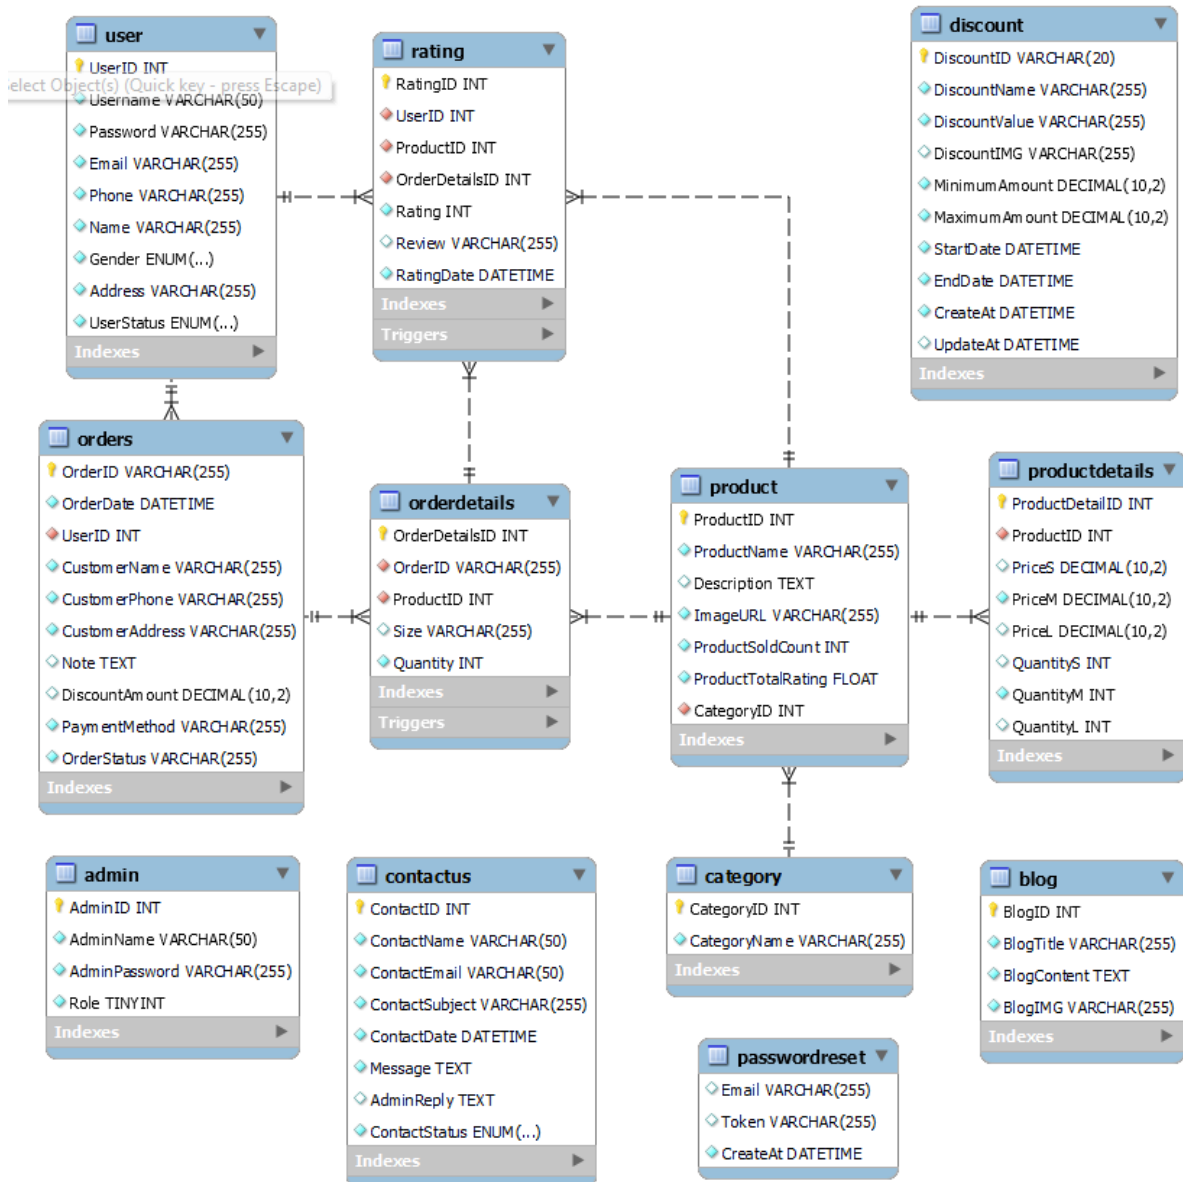 user
UserID INT
Select Object(s) (Quick key - press Escape)
Username VARCHAR(50)
Password VARCHAR(255)
Email VARCHAR(255)
Phone VARCHAR(255)
Name VARCHAR(255)
Gender ENUM(...)
Address VARCHAR(255)
UserStatus ENUM(...)
Indexes
rating
RatingID INT
UserID INT
ProductID INT
OrderDetailsID INT
Rating INT
Review VARCHAR(255)
RatingDate DATETIME
Indexes
Triggers
discount
DiscountID VARCHAR(20)
DiscountName VARCHAR(255)
DiscountValue VARCHAR(255)
DiscountIMG VARCHAR(255)
MinimumAmount DECIMAL(10,2)
MaximumAmount DECIMAL(10,2)
StartDate DATETIME
EndDate DATETIME
CreateAt DATETIME
UpdateAt DATETIME
Indexes
orders
OrderID VARCHAR(255)
OrderDate DATETIME
UserID INT
CustomerName VARCHAR(255)
CustomerPhone VARCHAR(255)
CustomerAddress VARCHAR(255)
Note TEXT
DiscountAmount DECIMAL(10,2)
PaymentMethod VARCHAR(255)
OrderStatus VARCHAR(255)
Indexes
orderdetails
OrderDetailsID INT
OrderID VARCHAR(255)
ProductID INT
Size VARCHAR(255)
Quantity INT
Indexes
Triggers
product
ProductID INT
ProductName VARCHAR(255)
Description TEXT
ImageURL VARCHAR(255)
ProductSoldCount INT
ProductTotalRating FLOAT
CategoryID INT
Indexes
productdetails
ProductDetailID INT
ProductID INT
PriceS DECIMAL(10,2)
PriceM DECIMAL(10,2)
PriceL DECIMAL(10,2)
QuantityS INT
QuantityM INT
QuantityL INT
Indexes
admin
AdminID INT
AdminName VARCHAR(50)
AdminPassword VARCHAR(255)
Role TINYINT
Indexes
contactus
ContactID INT
ContactName VARCHAR(50)
ContactEmail VARCHAR(50)
ContactSubject VARCHAR(255)
ContactDate DATETIME
Message TEXT
AdminReply TEXT
ContactStatus ENUM(...)
Indexes
category
CategoryID INT
CategoryName VARCHAR(255)
Indexes
blog
BlogID INT
BlogTitle VARCHAR(255)
BlogContent TEXT
BlogIMG VARCHAR(255)
Indexes
passwordreset
Email VARCHAR(255)
Token VARCHAR(255)
CreateAt DATETIME